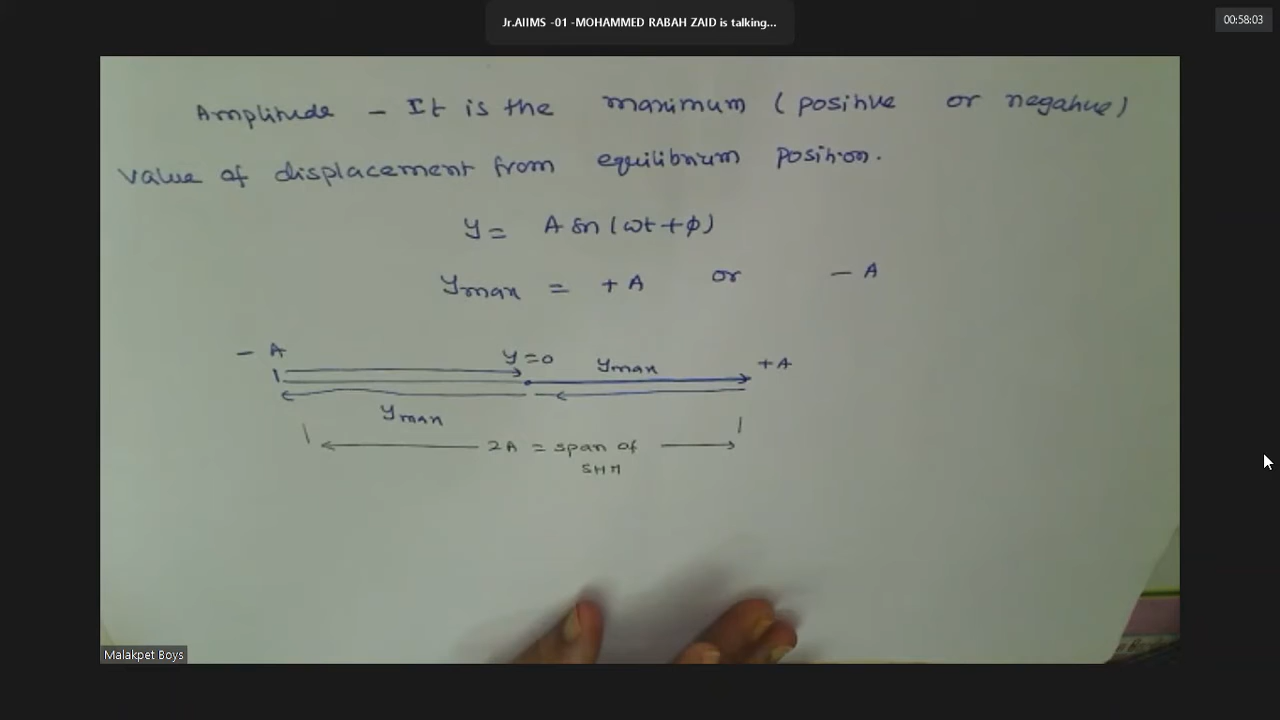 Jr.AIIMS -01 -MOHAMMED RABAH ZAID is talking...
00:58:03
Amplitude - It is the maximum (positive or negative)
value of displacement from equilibrium position.
y = A sn (ωt + φ)
ymax = + A or - A
- A y=0 ymax +A
ymax
2A = span of
SHM
Malakpet Boys